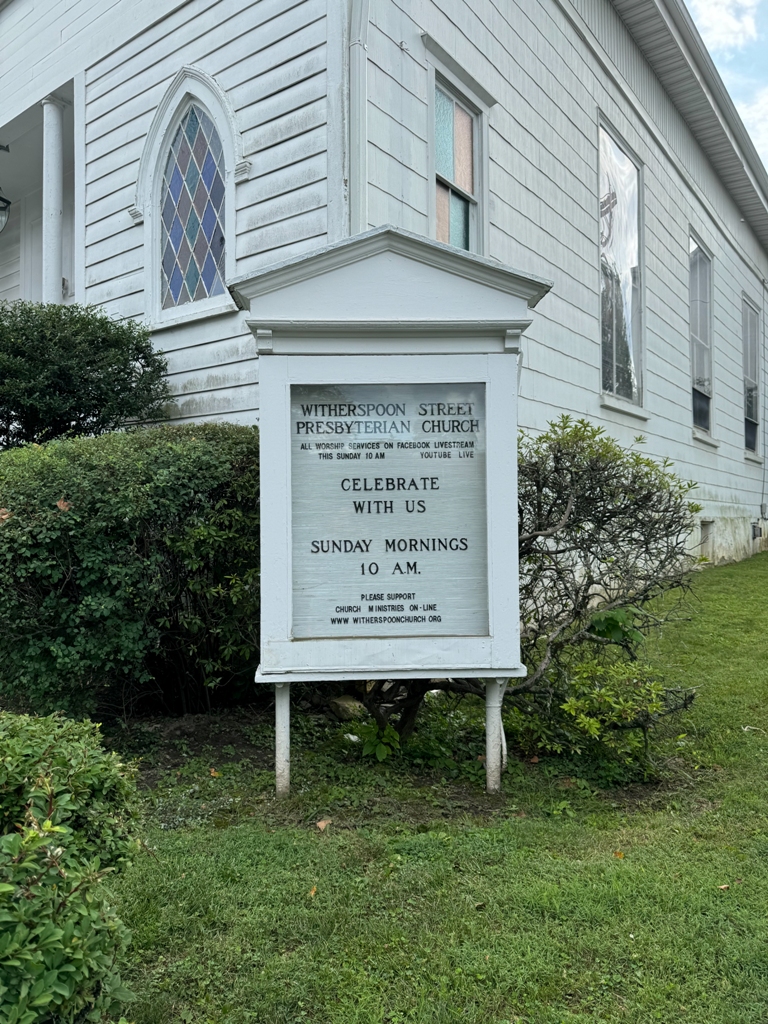 WITHERSPOON STREET
PRESBYTERIAN CHURCH
ALL WORSHIP SERVICES ON FACEBOOK LIVESTREAM
THIS SUNDAY 10 AM YOUTUBE LIVE
CELEBRATE
WITH US
SUNDAY MORNINGS
10 A.M.
PLEASE SUPPORT
CHURCH MINISTRIES ON-LINE
WWW WITHERSPOONCHURCH ORG